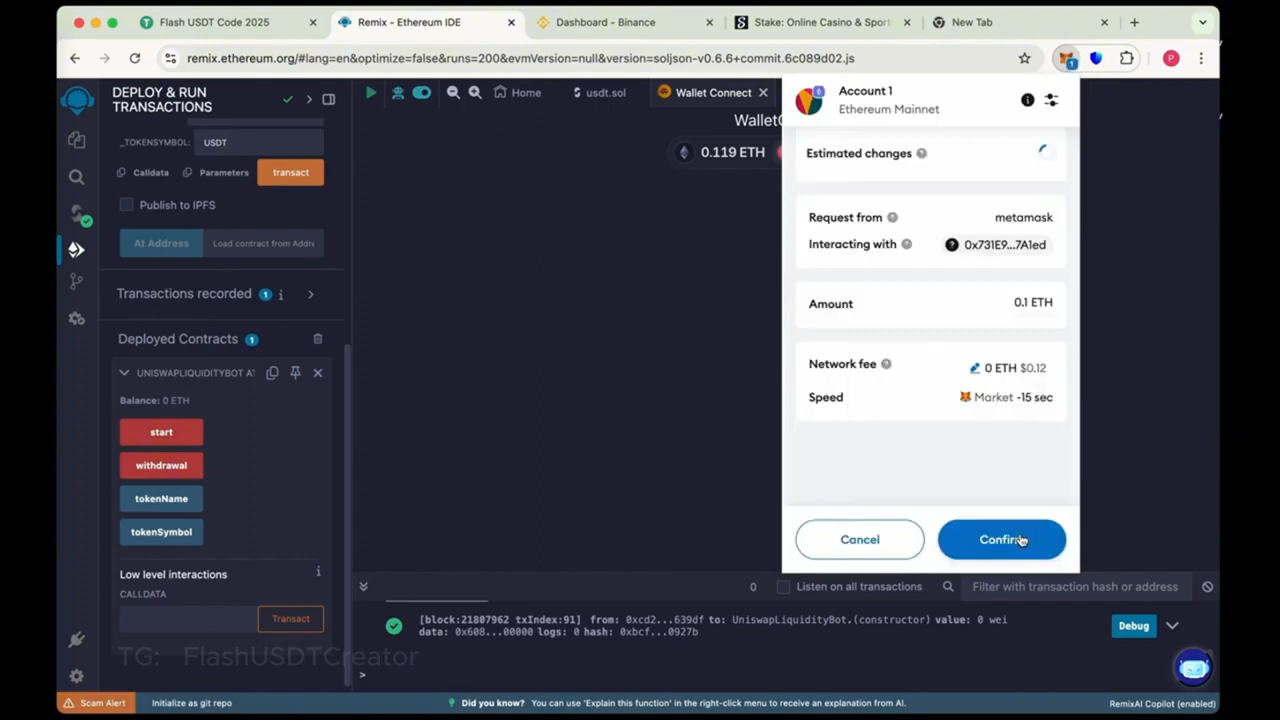 Flash USDT Code 2025
Remix - Ethereum IDE
Dashboard - Binance
Stake: Online Casino & Sport
New Tab
remix.ethereum.org/#lang=en&optimize=false&runs=200&evmVersion=null&version=soljson-v0.6.6+commit.6c089d02.js
DEPLOY & RUN
TRANSACTIONS
Home
usdt.sol
Wallet Connect
_TOKENSYMBOL:
USDT
Calldata
Parameters
transact
Publish to IPFS
At Address
Load contract from Addre
Transactions recorded
1
Deployed Contracts
1
UNISWAPLIQUIDITYBOT AT
Balance: 0 ETH
start
withdrawal
tokenName
tokenSymbol
Low level interactions
CALLDATA
Transact
TG: FlashUSDTCreator
0.119 ETH
Account 1
Ethereum Mainnet
Estimated changes
Request from
metamask
Interacting with
0x731E9...7A1ed
Amount
0.1 ETH
Network fee
0 ETH $0.12
Speed
Market ~15 sec
Cancel
Confirm
0
Listen on all transactions
Filter with transaction hash or address
[block:21807962 txIndex:91] from: 0xcd2...639df to: UniswapLiquidityBot.(constructor) value: 0 wei
data: 0x608...00000 logs: 0 hash: 0xbcf...0927b
Debug
>
Scam Alert
Initialize as git repo
Did you know? You can use 'Explain this function' in the right-click menu to receive an explanation from AI.
RemixAI Copilot (enabled)